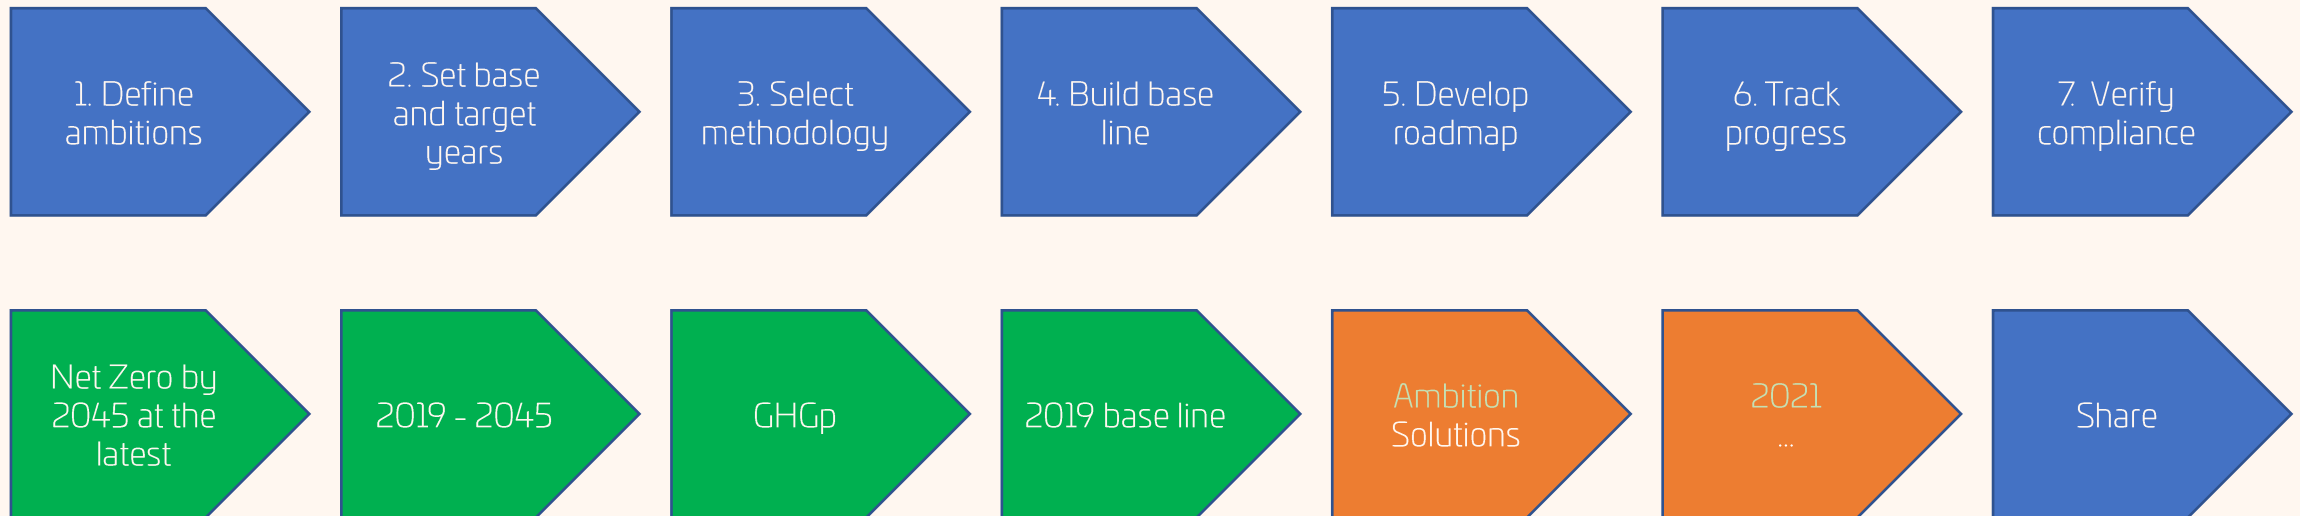 1. Define
ambitions
2. Set base
and target
years
3. Select
methodology
4. Build base
line
5. Develop
roadmap
6. Track
progress
7. Verify
compliance
Net Zero by
2045 at the
latest
2019 - 2045
GHGp
2019 base line
Ambition
Solutions
2021
...
Share